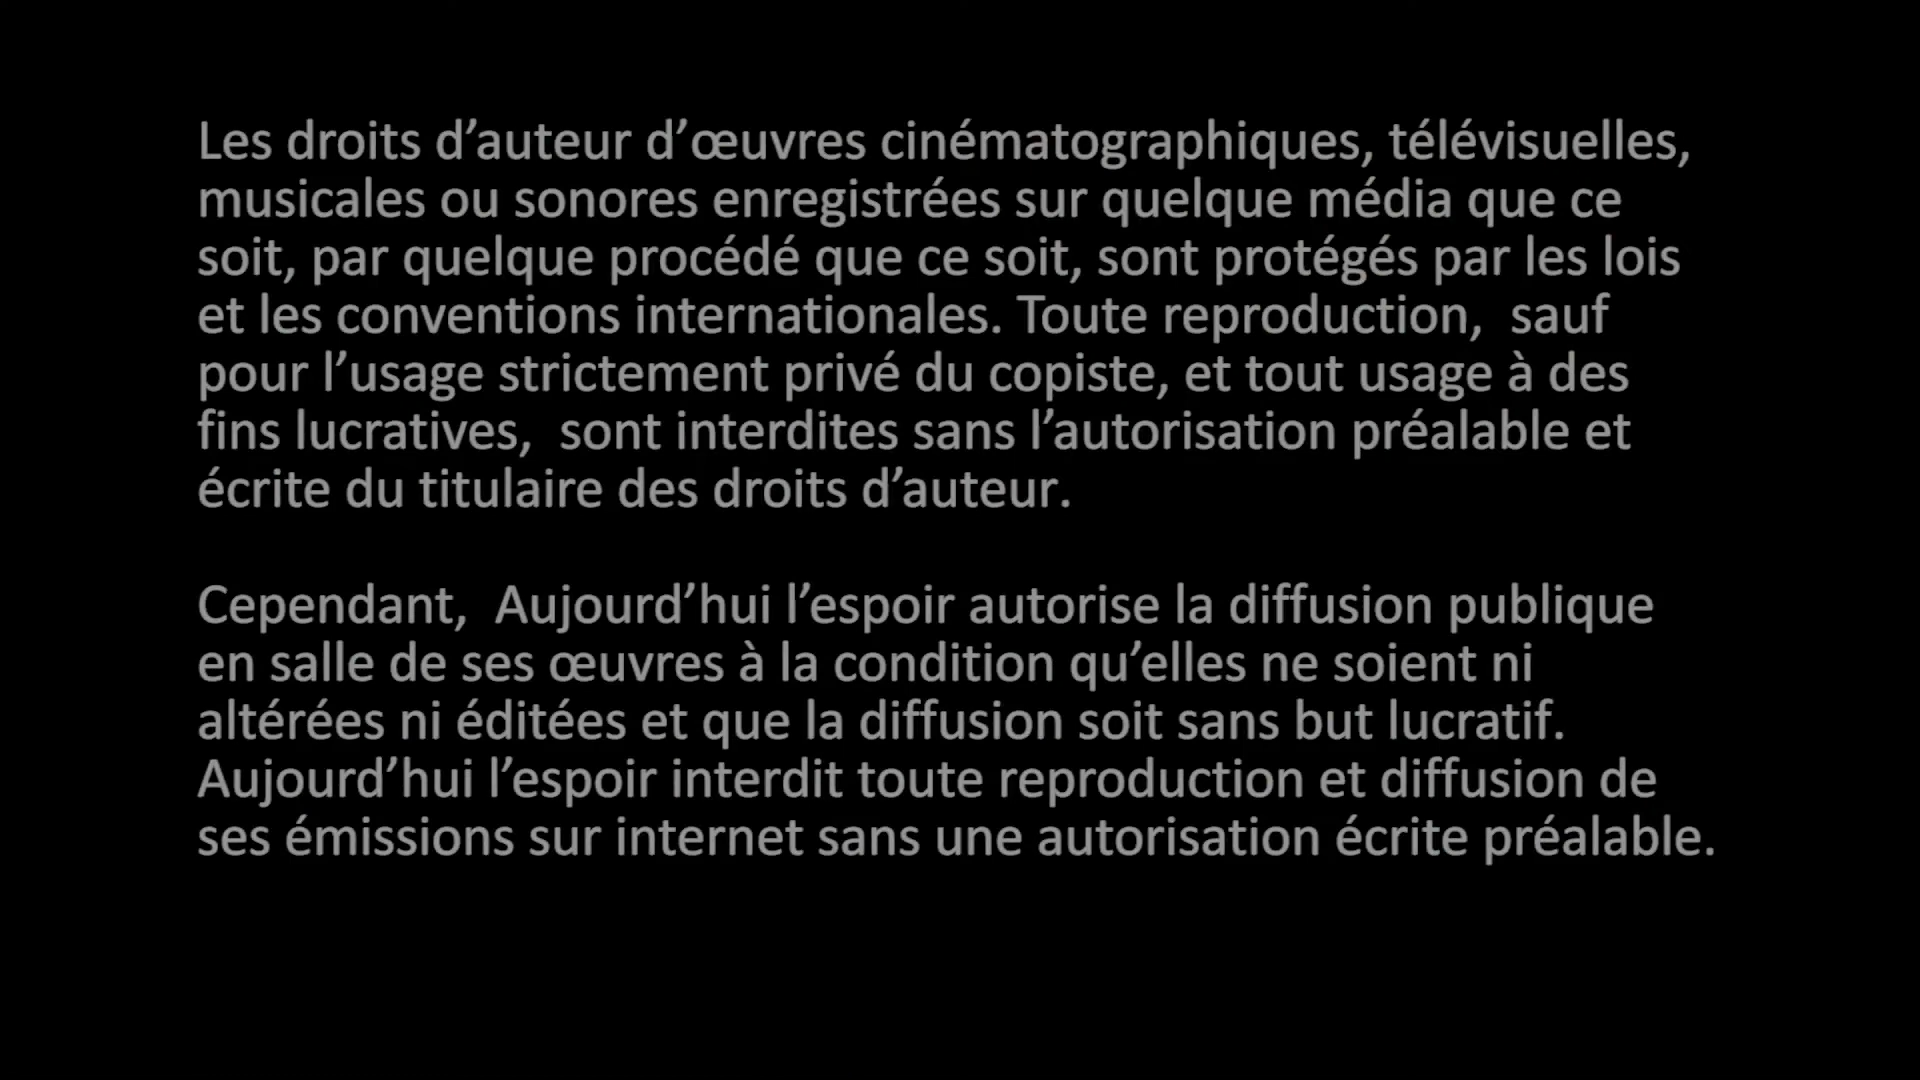 Les droits d’auteur d’œuvres cinématographiques, télévisuelles,
musicales ou sonores enregistrées sur quelque média que ce
soit, par quelque procédé que ce soit, sont protégés par les lois
et les conventions internationales. Toute reproduction,  sauf
pour l’usage strictement privé du copiste, et tout usage à des
fins lucratives,  sont interdites sans l’autorisation préalable et
écrite du titulaire des droits d’auteur.
Cependant,  Aujourd’hui l’espoir autorise la diffusion publique
en salle de ses œuvres à la condition qu’elles ne soient ni
altérées ni éditées et que la diffusion soit sans but lucratif.
Aujourd’hui l’espoir interdit toute reproduction et diffusion de
ses émissions sur internet sans une autorisation écrite préalable.